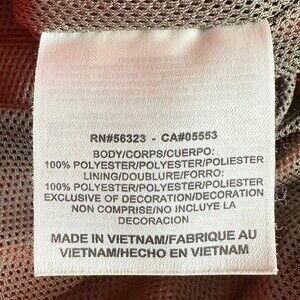 RN#56323 - CA#05553
BODY/CORPS/CUERPO:
100% POLYESTER/POLYESTER/POLIESTER
LINING/DOUBLURE/FORRO:
100% POLYESTER/POLYESTER/POLIESTER
EXCLUSIVE OF DECORATION/DECORATION
NON COMPRISE/NO INCLUYE LA
DECORACION
MADE IN VIETNAM/FABRIQUE AU
VIETNAM/HECHO EN VIETNAM